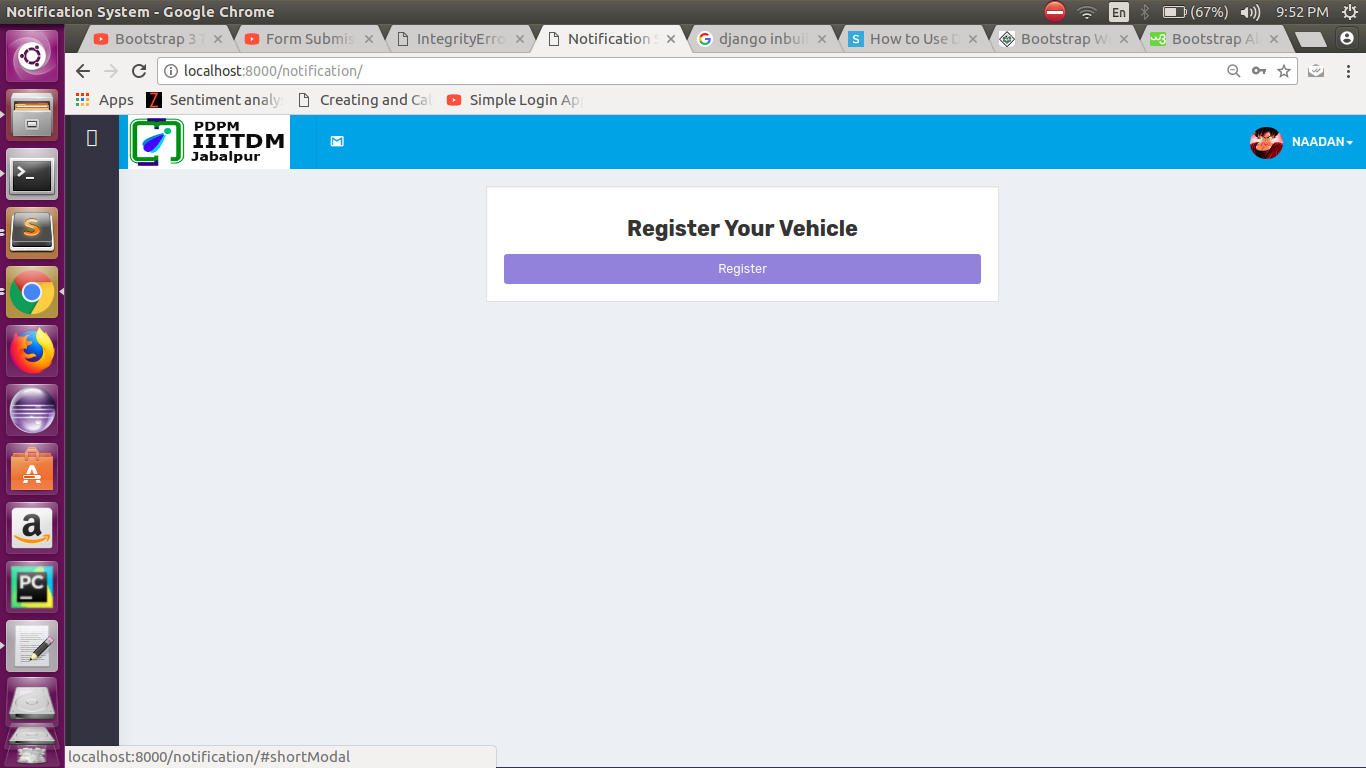 Notification System - Google Chrome
En (67%) 9:52 PM
Bootstrap 3 T
Form Submis
IntegrityErro
Notification S
django inbuil
How to Use D
Bootstrap W
Bootstrap Al
localhost:8000/notification/
Apps
Sentiment analy
Creating and Cal
Simple Login App
PDPM
IIITDM
Jabalpur
NAADAN
Register Your Vehicle
Register
S
A
a
PC
localhost:8000/notification/#shortModal